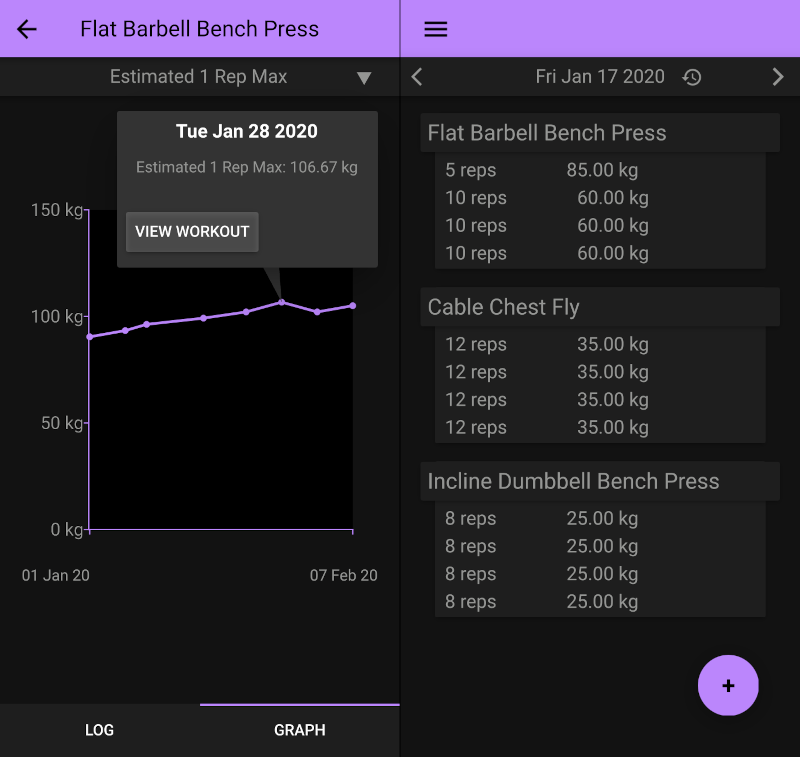 Flat Barbell Bench Press
Estimated 1 Rep Max
Tue Jan 28 2020
Estimated 1 Rep Max: 106.67 kg
VIEW WORKOUT
150 kg
100 kg
50 kg
0 kg
01 Jan 20 07 Feb 20
LOG GRAPH
Fri Jan 17 2020
Flat Barbell Bench Press
5 reps 85.00 kg
10 reps 60.00 kg
10 reps 60.00 kg
10 reps 60.00 kg
Cable Chest Fly
12 reps 35.00 kg
12 reps 35.00 kg
12 reps 35.00 kg
12 reps 35.00 kg
Incline Dumbbell Bench Press
8 reps 25.00 kg
8 reps 25.00 kg
8 reps 25.00 kg
8 reps 25.00 kg
+